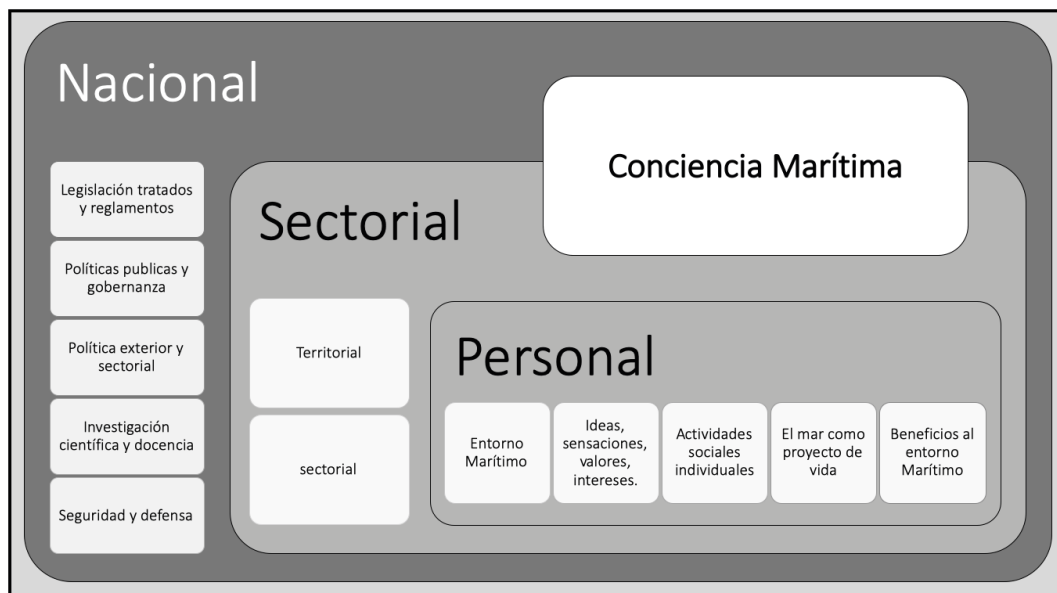 Nacional
Conciencia Marítima
Legislación tratados
y reglamentos
Políticas publicas y
gobernanza
Política exterior y
sectorial
Investigación
científica y docencia
Seguridad y defensa
Sectorial
Territorial
sectorial
Personal
Entorno
Marítimo
Ideas,
sensaciones,
valores,
intereses.
Actividades
sociales
individuales
El mar como
proyecto de
vida
Beneficios al
entorno
Marítimo